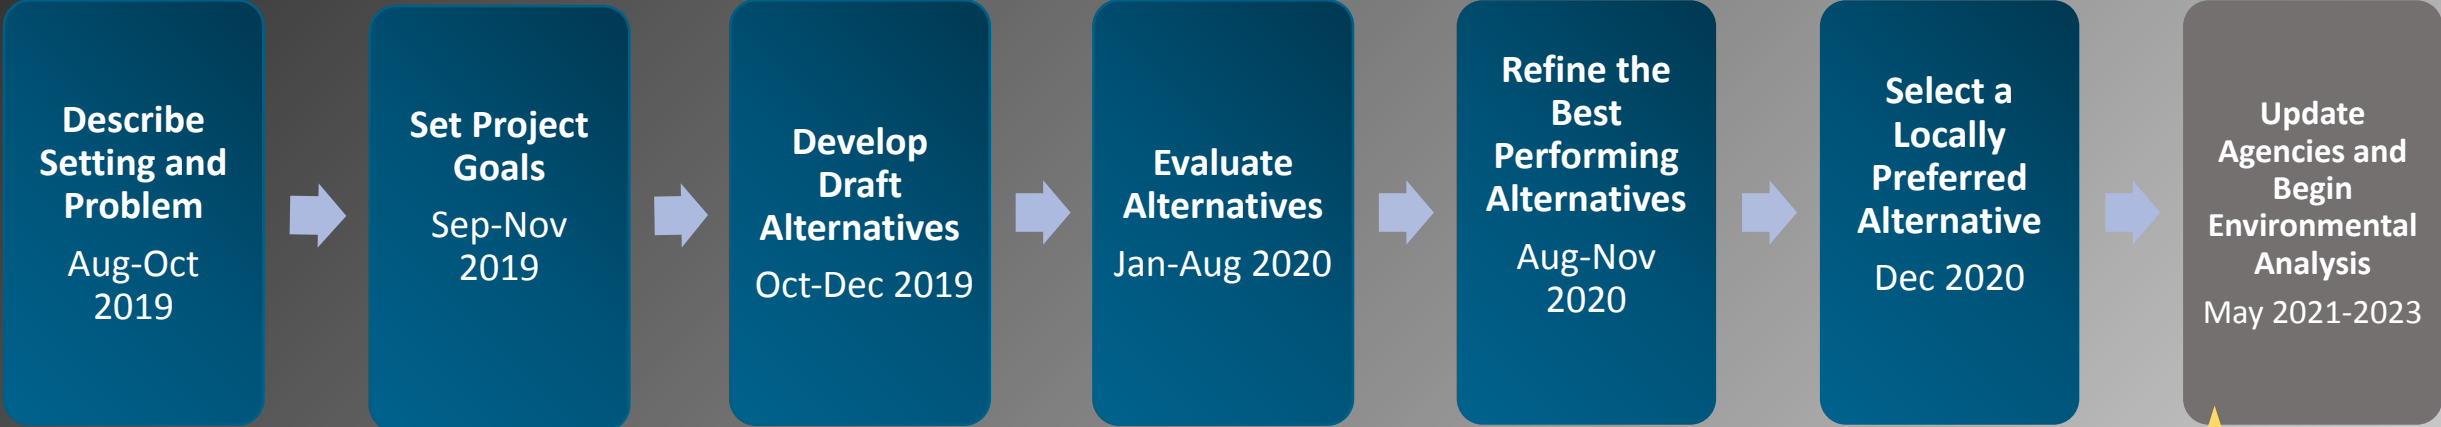 Describe
Setting and
Problem
Aug-Oct
2019
Set Project
Goals
Sep-Nov
2019
Develop
Draft
Alternatives
Oct-Dec 2019
Evaluate
Alternatives
Jan-Aug 2020
Refine the
Best
Performing
Alternatives
Aug-Nov
2020
Select a
Locally
Preferred
Alternative
Dec 2020
Update
Agencies and
Begin
Environmental
Analysis
May 2021-2023